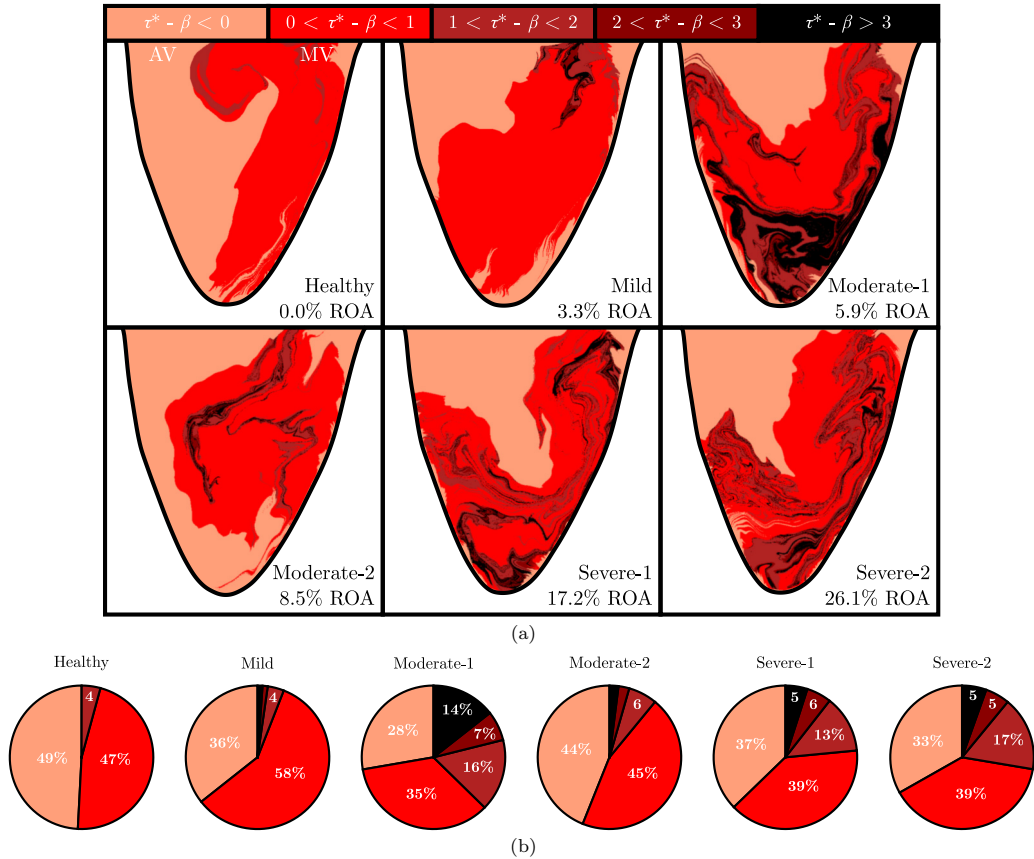 τ* - β < 0 0 < τ* - β < 1 1 < τ* - β < 2 2 < τ* - β < 3 τ* - β > 3
AV MV
Healthy
0.0% ROA
Mild
3.3% ROA
Moderate-1
5.9% ROA
Moderate-2
8.5% ROA
Severe-1
17.2% ROA
Severe-2
26.1% ROA
(a)
Healthy Mild Moderate-1 Moderate-2 Severe-1 Severe-2
4
49% 47%
4
36%
58%
14%
28% 7%
16%
35%
6
44% 45%
5
6
37% 13%
39%
5
5
33% 17%
39%
(b)